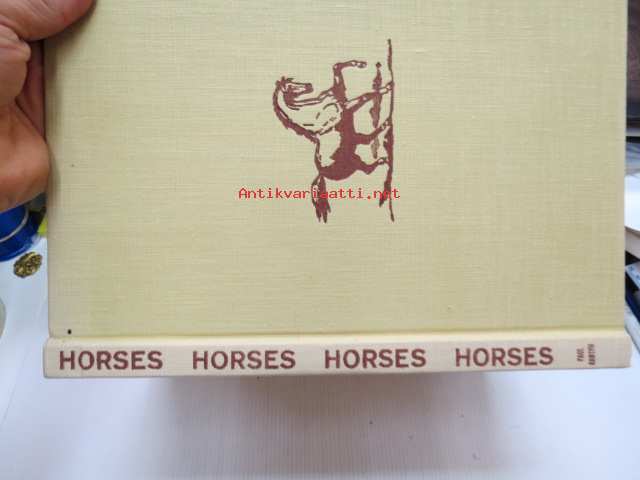 Antikvariaatti.net
HORSES HORSES HORSES HORSES
PAUL